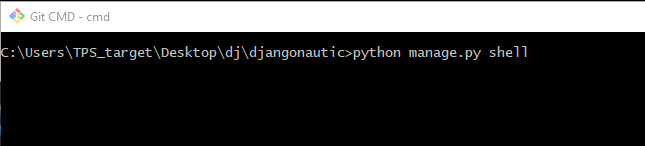 Git CMD - cmd
C:\Users\TPS_target\Desktop\dj\djangonautic>python manage.py shell